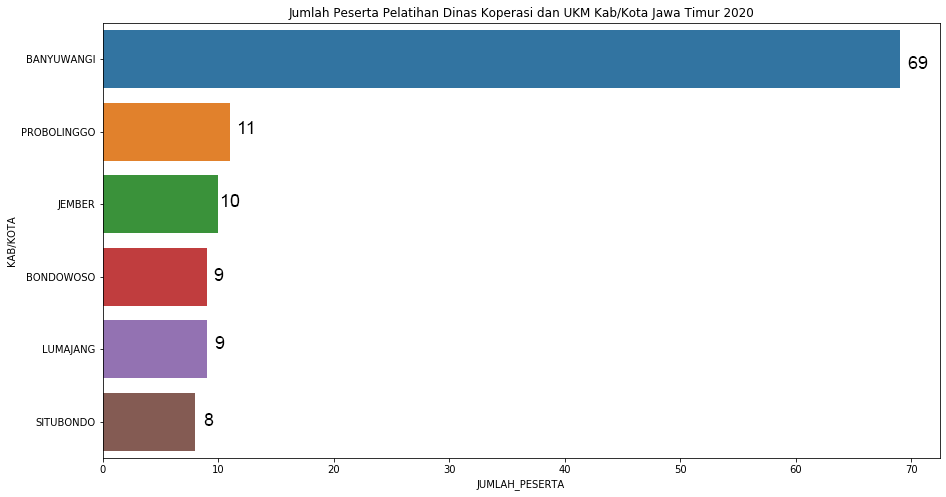 Jumlah Peserta Pelatihan Dinas Koperasi dan UKM Kab/Kota Jawa Timur 2020
KAB/KOTA
BANYUWANGI 69
PROBOLINGGO 11
JEMBER 10
BONDOWOSO 9
LUMAJANG 9
SITUBONDO 8
0 10 20 30 40 50 60 70
JUMLAH_PESERTA